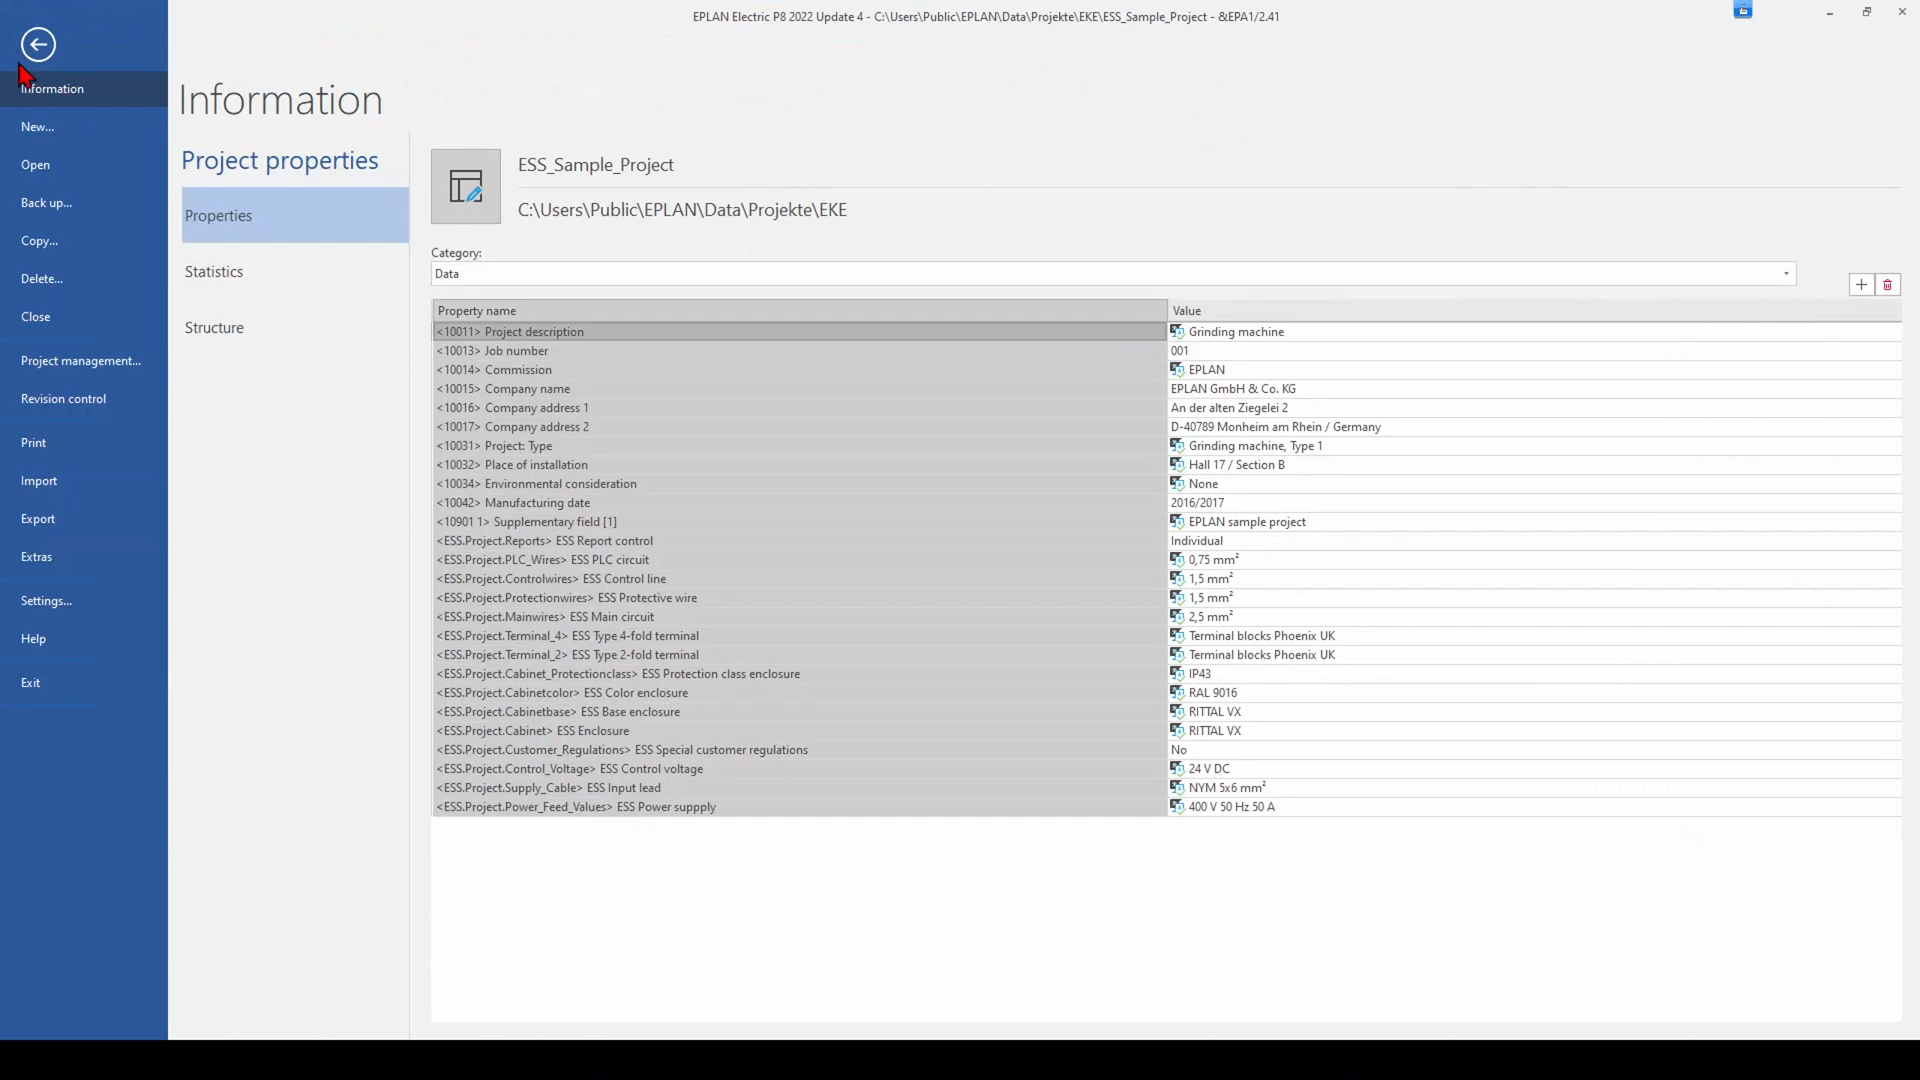 EPLAN Electric P8 2022 Update 4 - C:\Users\Public\EPLAN\Data\Projekte\EKE\ESS_Sample_Project - &EPA1/2.41
Information
New...
Open
Back up...
Copy...
Delete...
Close
Project management...
Revision control
Print
Import
Export
Extras
Settings...
Help
Exit
Information
Project properties
Properties
Statistics
Structure
ESS_Sample_Project
C:\Users\Public\EPLAN\Data\Projekte\EKE
Category:
Data
Property name Value
<10011> Project description Grinding machine
<10013> Job number 001
<10014> Commission EPLAN
<10015> Company name EPLAN GmbH & Co. KG
<10016> Company address 1 An der alten Ziegelei 2
<10017> Company address 2 D-40789 Monheim am Rhein / Germany
<10031> Project: Type Grinding machine, Type 1
<10032> Place of installation Hall 17 / Section B
<10034> Environmental consideration None
<10042> Manufacturing date 2016/2017
<10901 1> Supplementary field [1] EPLAN sample project
<ESS.Project.Reports> ESS Report control Individual
<ESS.Project.PLC_Wires> ESS PLC circuit 0,75 mm²
<ESS.Project.Controlwires> ESS Control line 1,5 mm²
<ESS.Project.Protectionwires> ESS Protective wire 1,5 mm²
<ESS.Project.Mainwires> ESS Main circuit 2,5 mm²
<ESS.Project.Terminal_4> ESS Type 4-fold terminal Terminal blocks Phoenix UK
<ESS.Project.Terminal_2> ESS Type 2-fold terminal Terminal blocks Phoenix UK
<ESS.Project.Cabinet_Protectionclass> ESS Protection class enclosure IP43
<ESS.Project.Cabinetcolor> ESS Color enclosure RAL 9016
<ESS.Project.Cabinetbase> ESS Base enclosure RITTAL VX
<ESS.Project.Cabinet> ESS Enclosure RITTAL VX
<ESS.Project.Customer_Regulations> ESS Special customer regulations No
<ESS.Project.Control_Voltage> ESS Control voltage 24 V DC
<ESS.Project.Supply_Cable> ESS Input lead NYM 5x6 mm²
<ESS.Project.Power_Feed_Values> ESS Power suppply 400 V 50 Hz 50 A